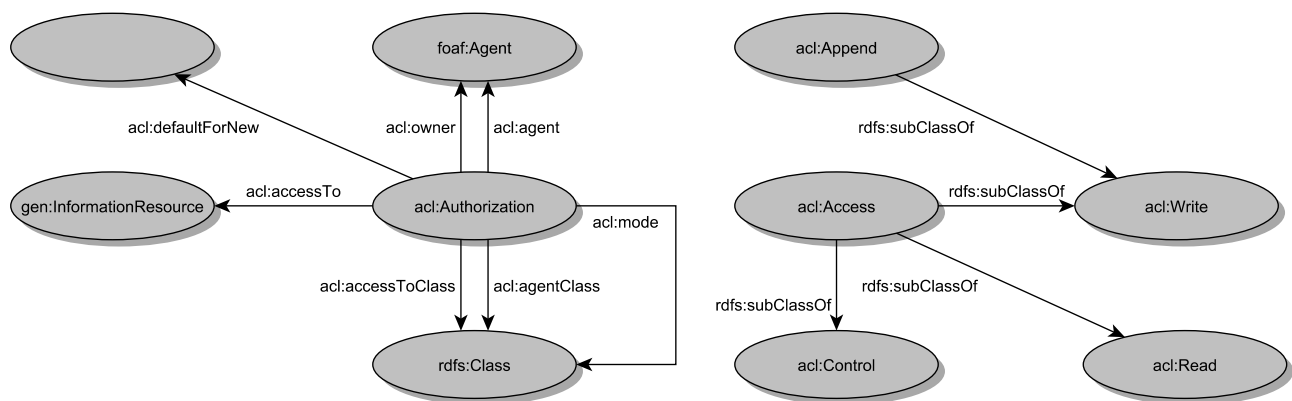 foaf:Agent
acl:Append
acl:defaultForNew
acl:owner
acl:agent
rdfs:subClassOf
gen:InformationResource
acl:accessTo
acl:Authorization
acl:mode
acl:Access
rdfs:subClassOf
acl:Write
acl:accessToClass
acl:agentClass
rdfs:subClassOf
rdfs:subClassOf
rdfs:Class
acl:Control
acl:Read